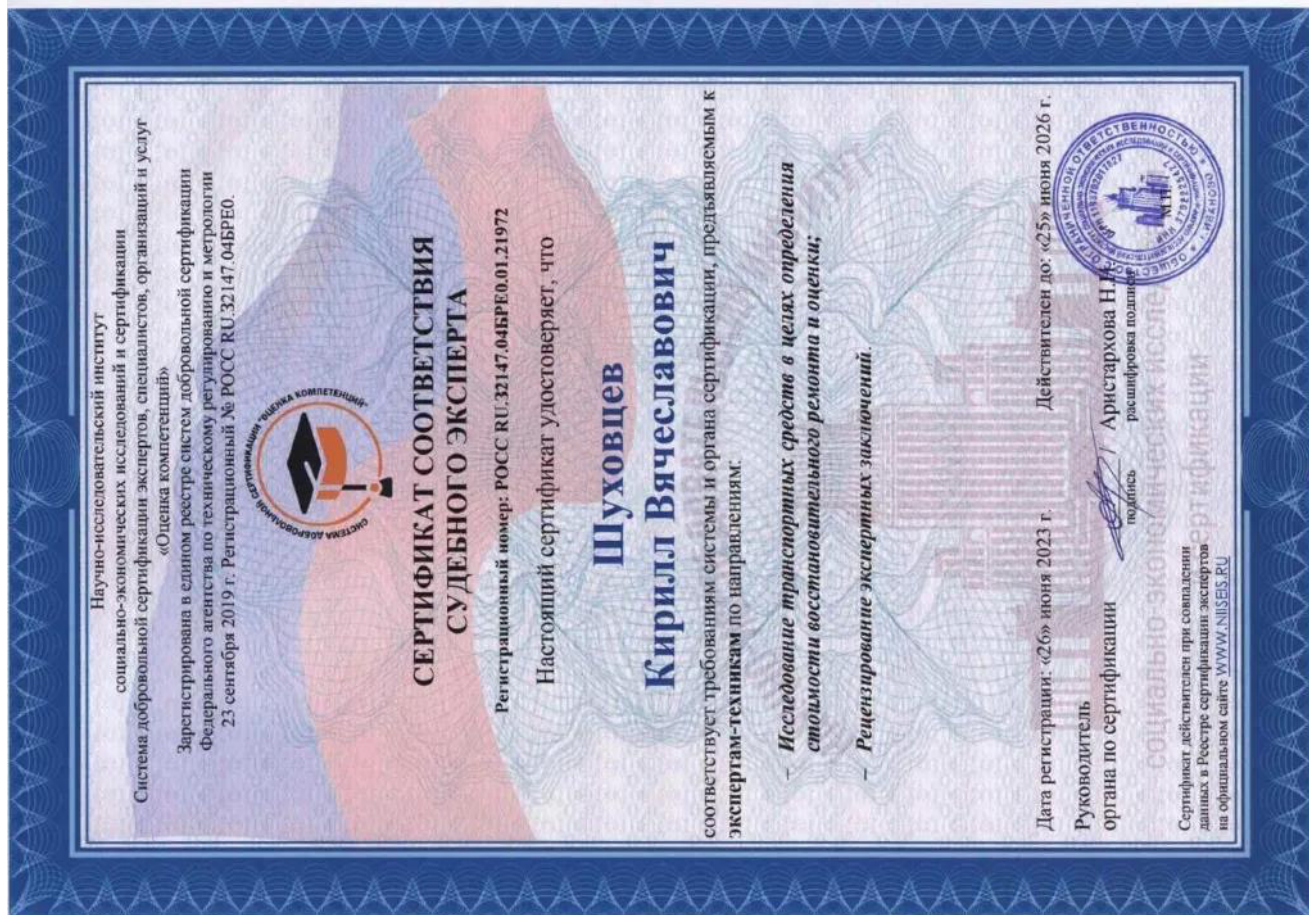 Научно-исследовательский институт
социально-экономических исследований и сертификации
Система добровольной сертификации экспертов, специалистов, организаций и услуг
«Оценка компетенций»
Зарегистрирована в едином реестре систем добровольной сертификации
Федерального агентства по техническому регулированию и метрологии
23 сентября 2019 г. Регистрационный № РОСС RU.32147.04БРЕ0.
СИСТЕМА ДОБРОВОЛЬНОЙ СЕРТИФИКАЦИИ "ОЦЕНКА КОМПЕТЕНЦИЙ"
СЕРТИФИКАТ СООТВЕТСТВИЯ
СУДЕБНОГО ЭКСПЕРТА
Регистрационный номер: РОСС RU.32147.04БРЕ0.01.21972
Настоящий сертификат удостоверяет, что
Шуховцев
Кирилл Вячеславович
соответствует требованиям системы и органа сертификации, предъявляемым к
экспертам-техникам по направлениям:
– Исследование транспортных средств в целях определения
стоимости восстановительного ремонта и оценки;
– Рецензирование экспертных заключений.
Дата регистрации: «26» июня 2023 г. Действителен до: «25» июня 2026 г.
Руководитель
органа по сертификации
Аристархова Н.
подпись расшифровка подписи
М.П.
Сертификат действителен при совпадении
данных в Реестре сертификации экспертов
на официальном сайте WWW.NIISEIS.RU